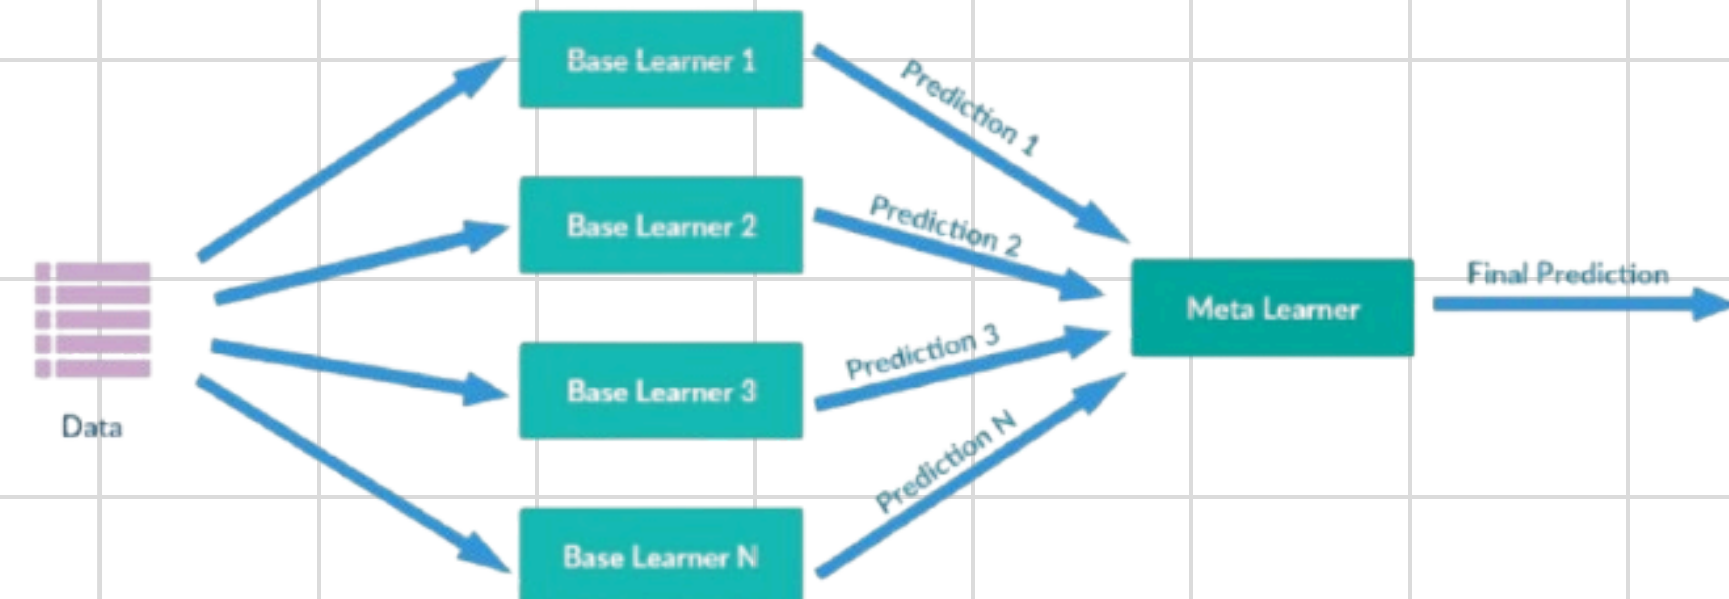 Base Learner 1
Prediction 1
Base Learner 2
Prediction 2
Meta Learner
Final Prediction
Base Learner 3
Prediction 3
Data
Base Learner N
Prediction N